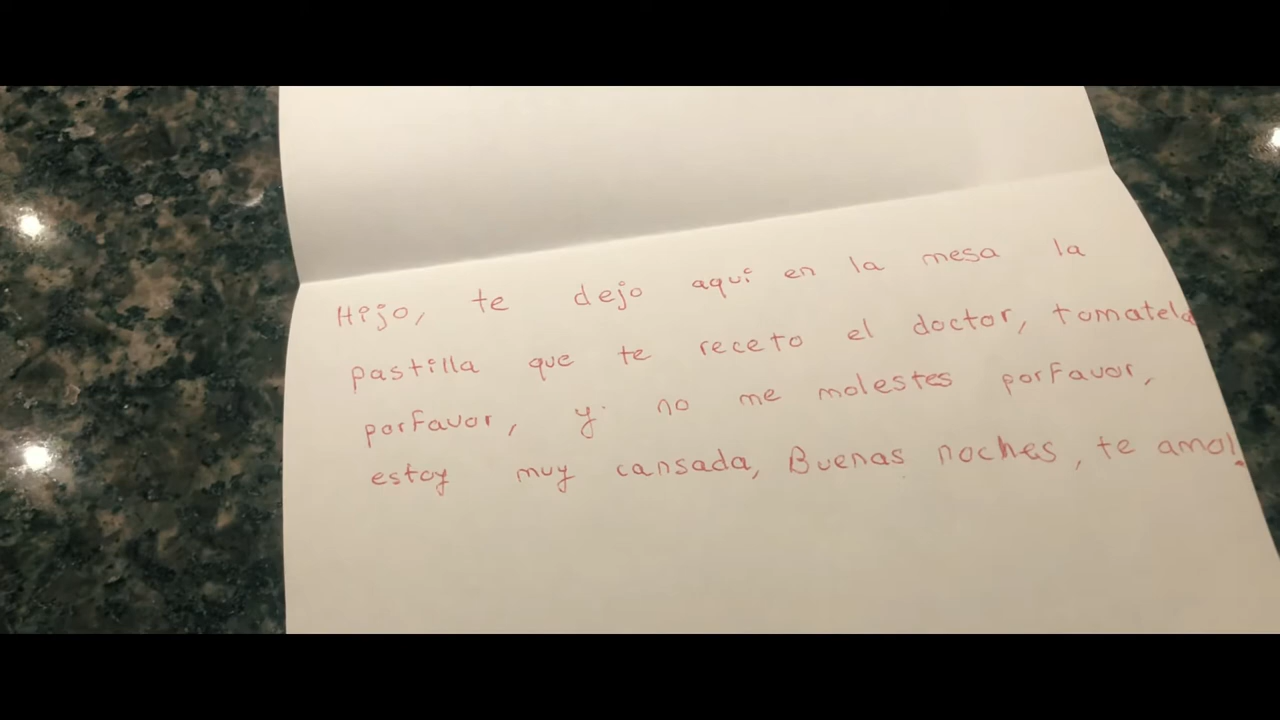 Hijo, te dejo aquí en la mesa la
pastilla que te receto el doctor, tomatela
porfavor, y no me molestes porfavor,
estoy muy cansada, Buenas noches, te amo!